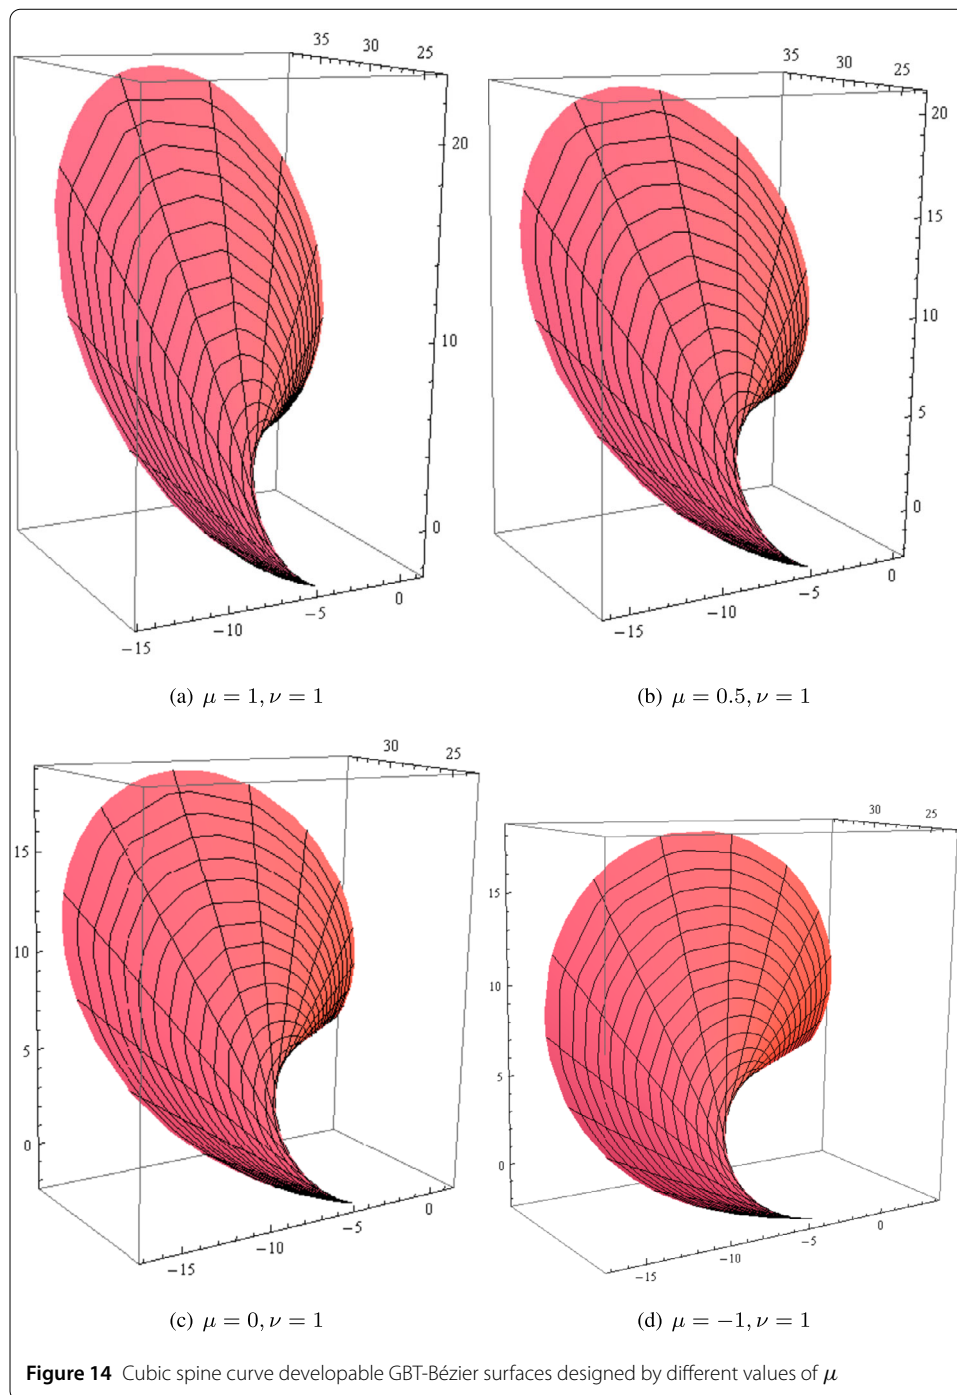 35 30 25
20
10
0
−15 −10 −5 0
(a) μ = 1, ν = 1
35 30 25
20
15
10
5
0
−15 −10 −5 0
(b) μ = 0.5, ν = 1
30 25
15
10
5
0
−15 −10 −5 0
(c) μ = 0, ν = 1
30 25
15
10
5
0
−15 −10 −5 0
(d) μ = −1, ν = 1
Figure 14 Cubic spine curve developable GBT-Bézier surfaces designed by different values of μ